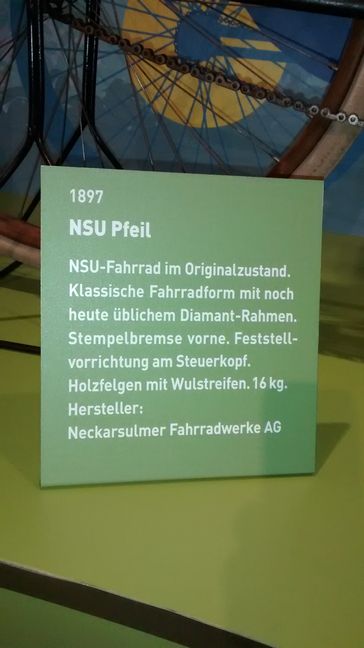 1897
NSU Pfeil
NSU-Fahrrad im Originalzustand.
Klassische Fahrradform mit noch
heute üblichem Diamant-Rahmen.
Stempelbremse vorne. Feststell-
vorrichtung am Steuerkopf.
Holzfelgen mit Wulstreifen. 16 kg.
Hersteller:
Neckarsulmer Fahrradwerke AG